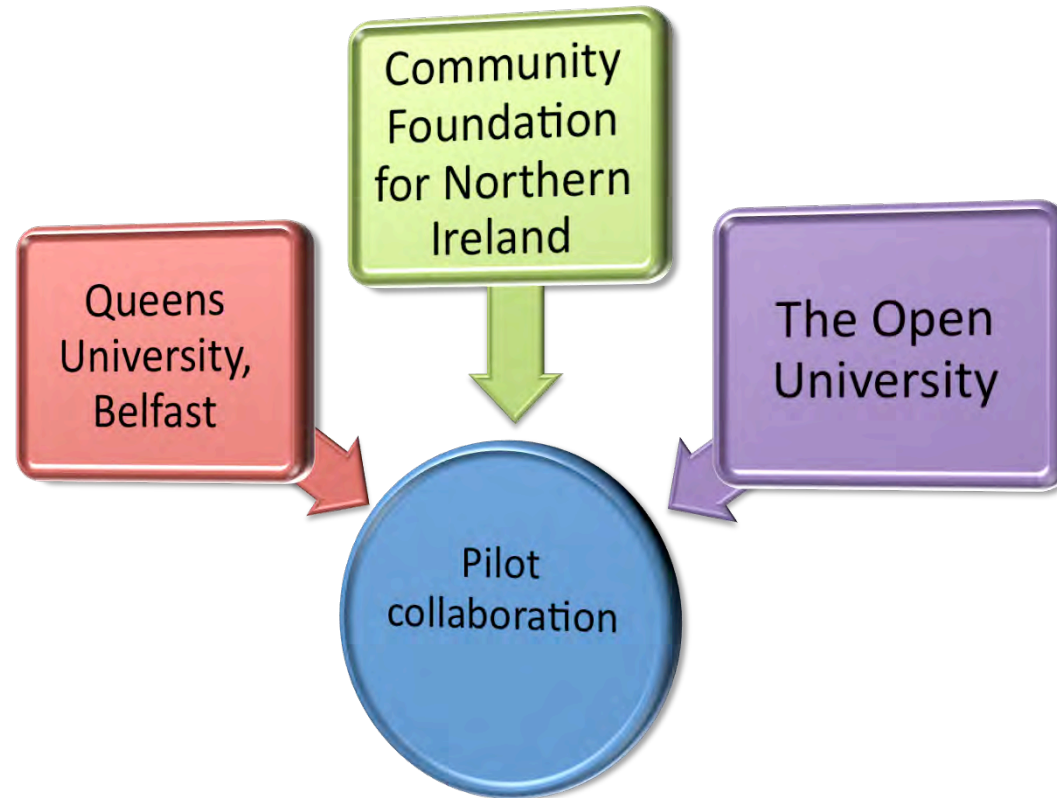 Community
Foundation
for Northern
Ireland
Queens
University,
Belfast
The Open
University
Pilot
collaboration